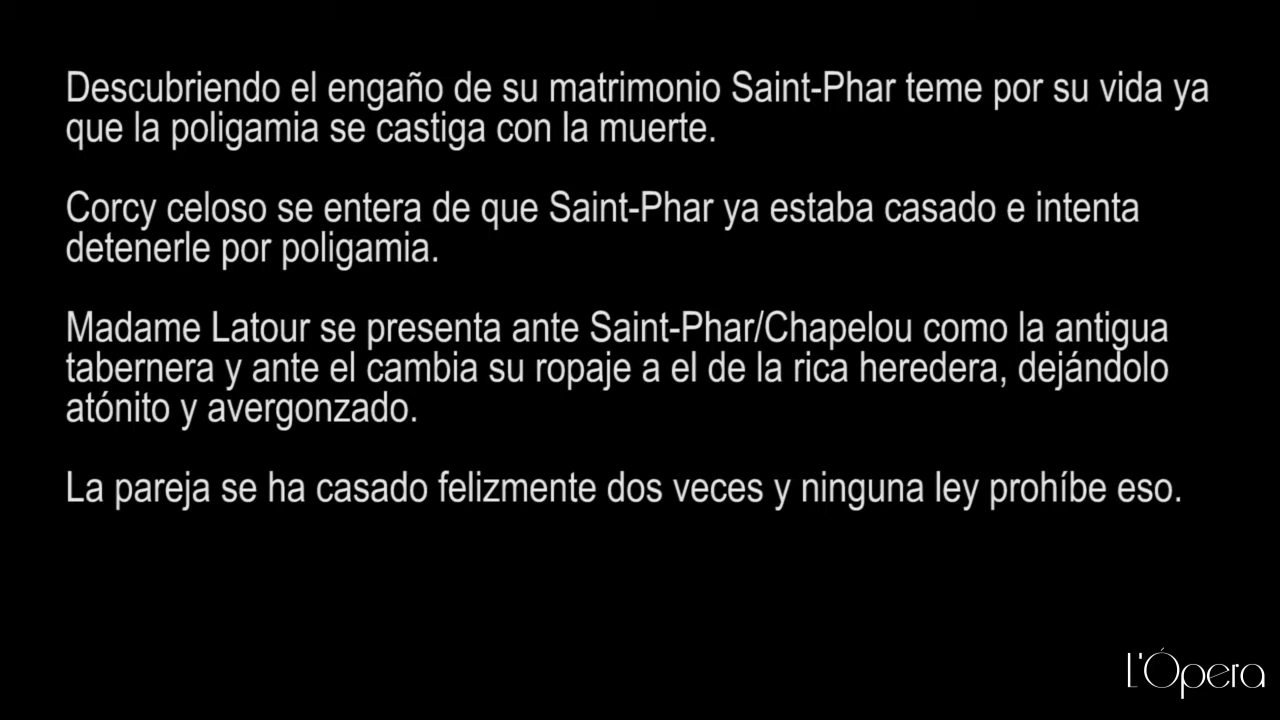 Descubriendo el engaño de su matrimonio Saint-Phar teme por su vida ya
que la poligamia se castiga con la muerte.
Corcy celoso se entera de que Saint-Phar ya estaba casado e intenta
detenerle por poligamia.
Madame Latour se presenta ante Saint-Phar/Chapelou como la antigua
tabernera y ante el cambia su ropaje a el de la rica heredera, dejándolo
atónito y avergonzado.
La pareja se ha casado felizmente dos veces y ninguna ley prohíbe eso.
L'Ópera